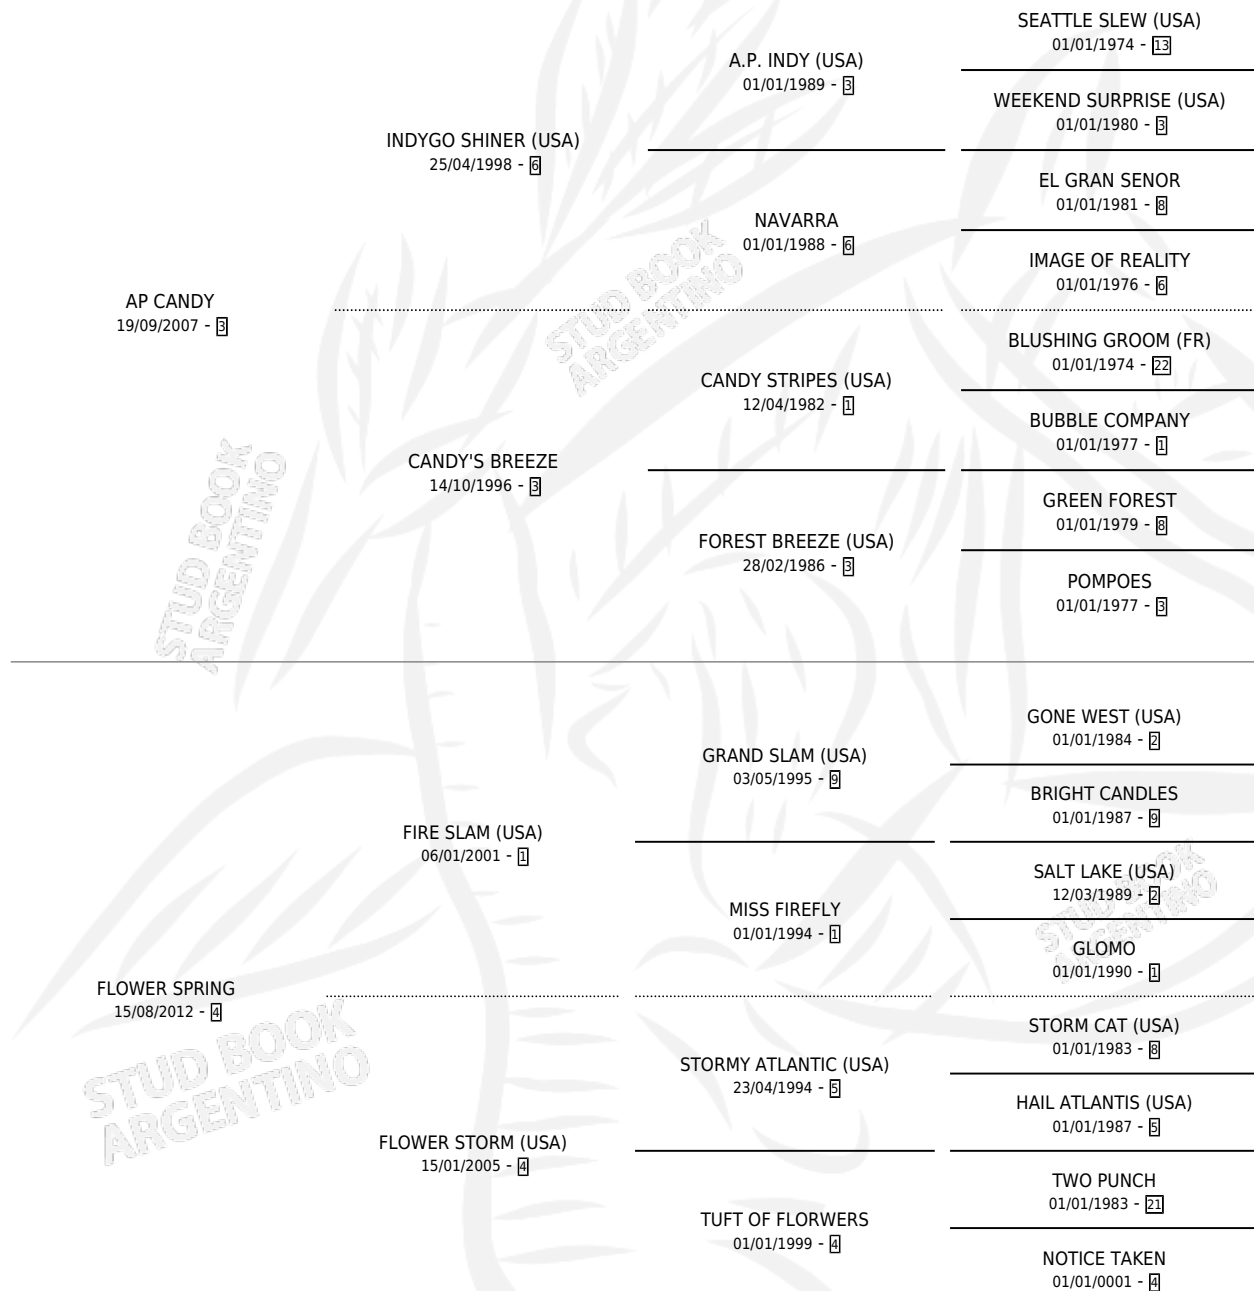 SEATTLE SLEW (USA)
01/01/1974 - 13
A.P. INDY (USA)
01/01/1989 - 3
WEEKEND SURPRISE (USA)
01/01/1980 - 3
INDYGO SHINER (USA)
25/04/1998 - 6
EL GRAN SENOR
01/01/1981 - 8
NAVARRA
01/01/1988 - 6
IMAGE OF REALITY
01/01/1976 - 6
AP CANDY
19/09/2007 - 3
BLUSHING GROOM (FR)
01/01/1974 - 22
CANDY STRIPES (USA)
12/04/1982 - 1
BUBBLE COMPANY
01/01/1977 - 1
CANDY'S BREEZE
14/10/1996 - 3
GREEN FOREST
01/01/1979 - 8
FOREST BREEZE (USA)
28/02/1986 - 3
POMPOES
01/01/1977 - 3
GONE WEST (USA)
01/01/1984 - 2
GRAND SLAM (USA)
03/05/1995 - 9
BRIGHT CANDLES
01/01/1987 - 9
FIRE SLAM (USA)
06/01/2001 - 1
SALT LAKE (USA)
12/03/1989 - 2
MISS FIREFLY
01/01/1994 - 1
GLOMO
01/01/1990 - 1
FLOWER SPRING
15/08/2012 - 4
STORM CAT (USA)
01/01/1983 - 8
STORMY ATLANTIC (USA)
23/04/1994 - 5
HAIL ATLANTIS (USA)
01/01/1987 - 5
FLOWER STORM (USA)
15/01/2005 - 4
TWO PUNCH
01/01/1983 - 21
TUFT OF FLORWERS
01/01/1999 - 4
NOTICE TAKEN
01/01/0001 - 4
STUD BOOK
ARGENTINO
STUD BOOK
ARGENTINO
STUD BOOK
ARGENTINO
STUD BOOK
ARGENTINO